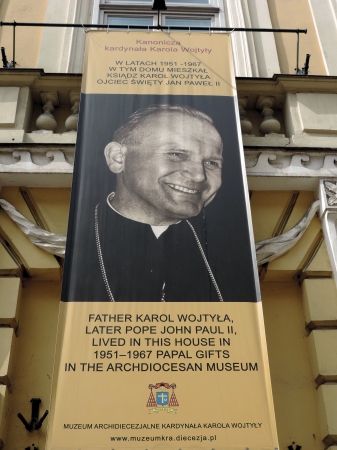 Kanonicza
kardynała Karola Wojtyły
W LATACH 1951 -1967
W TYM DOMU MIESZKAŁ
KSIĄDZ KAROL WOJTYŁA
OJCIEC ŚWIĘTY JAN PAWEŁ II
FATHER KAROL WOJTYŁA,
LATER POPE JOHN PAUL II,
LIVED IN THIS HOUSE IN
1951–1967 PAPAL GIFTS
IN THE ARCHDIOCESAN MUSEUM
MUZEUM ARCHIDIECEZJALNE KARDYNAŁA KAROLA WOJTYŁY
www.muzeumkra.diecezja.pl